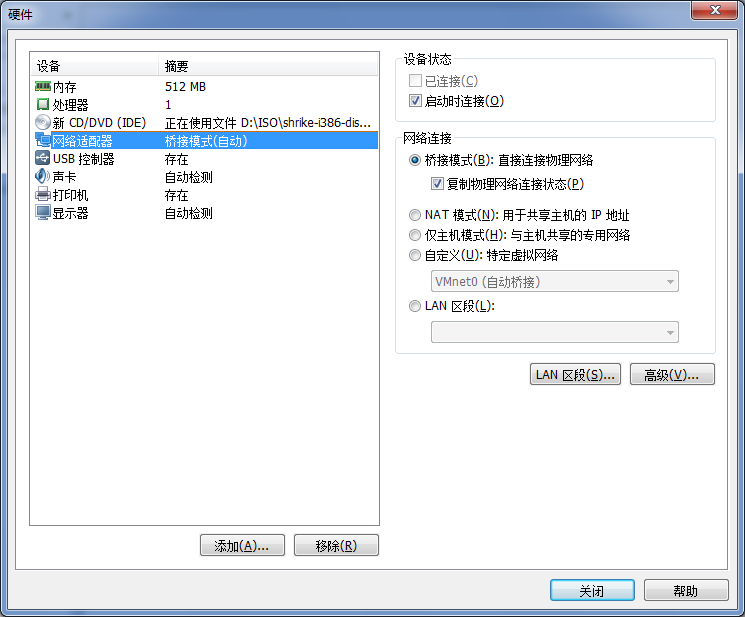 硬件
设备 摘要
内存 512 MB
处理器 1
新 CD/DVD (IDE) 正在使用文件 D:\ISO\shrike-i386-dis...
网络适配器 桥接模式(自动)
USB 控制器 存在
声卡 自动检测
打印机 存在
显示器 自动检测
添加(A)... 移除(R)
设备状态
已连接(C)
启动时连接(O)
网络连接
桥接模式(B): 直接连接物理网络
复制物理网络连接状态(P)
NAT 模式(N): 用于共享主机的 IP 地址
仅主机模式(H): 与主机共享的专用网络
自定义(U): 特定虚拟网络
VMnet0 (自动桥接)
LAN 区段(L):
LAN 区段(S)... 高级(V)...
关闭 帮助